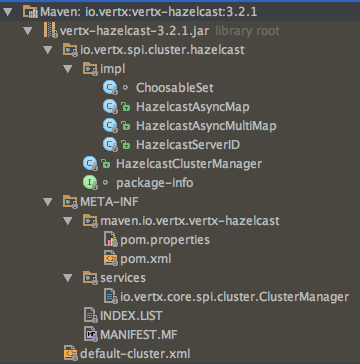 Maven: io.vertx:vertx-hazelcast:3.2.1
vertx-hazelcast-3.2.1.jar library root
io.vertx.spi.cluster.hazelcast
impl
ChoosableSet
HazelcastAsyncMap
HazelcastAsyncMultiMap
HazelcastServerID
HazelcastClusterManager
package-info
META-INF
maven.io.vertx.vertx-hazelcast
pom.properties
pom.xml
services
io.vertx.core.spi.cluster.ClusterManager
INDEX.LIST
MANIFEST.MF
default-cluster.xml